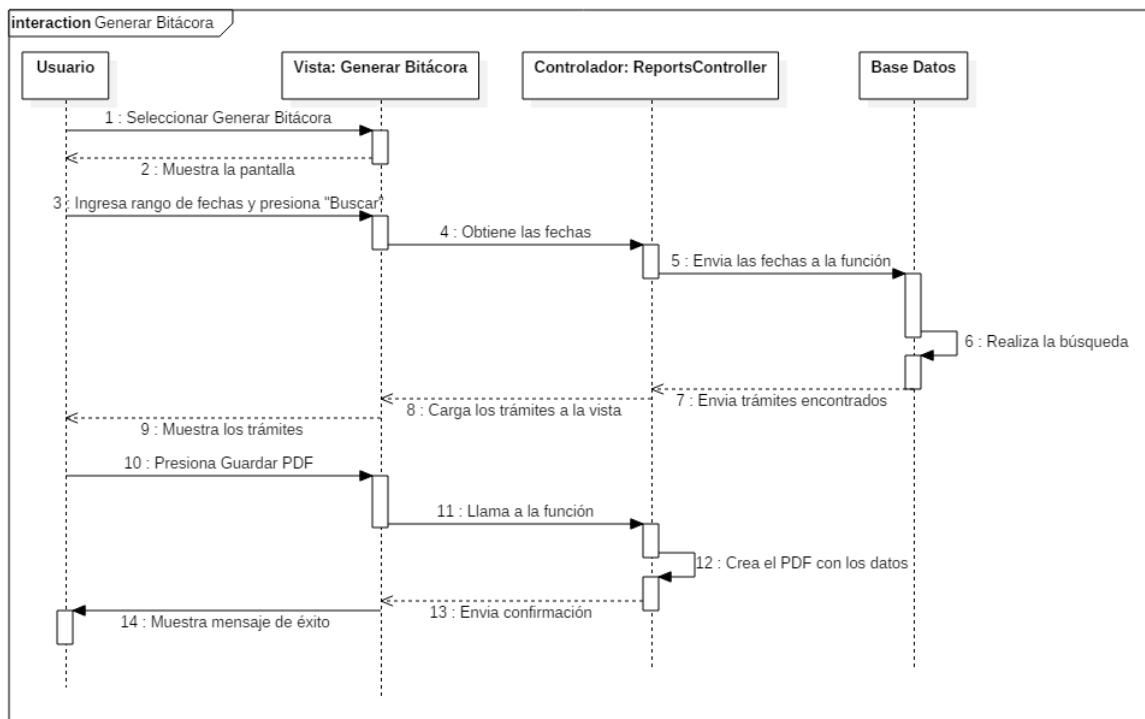 interaction Generar Bitácora
Usuario
Vista: Generar Bitácora
Controlador: ReportsController
Base Datos
1 : Seleccionar Generar Bitácora
2 : Muestra la pantalla
3 : Ingresa rango de fechas y presiona "Buscar"
4 : Obtiene las fechas
5 : Envia las fechas a la función
6 : Realiza la búsqueda
7 : Envia trámites encontrados
8 : Carga los trámites a la vista
9 : Muestra los trámites
10 : Presiona Guardar PDF
11 : Llama a la función
12 : Crea el PDF con los datos
13 : Envia confirmación
14 : Muestra mensaje de éxito